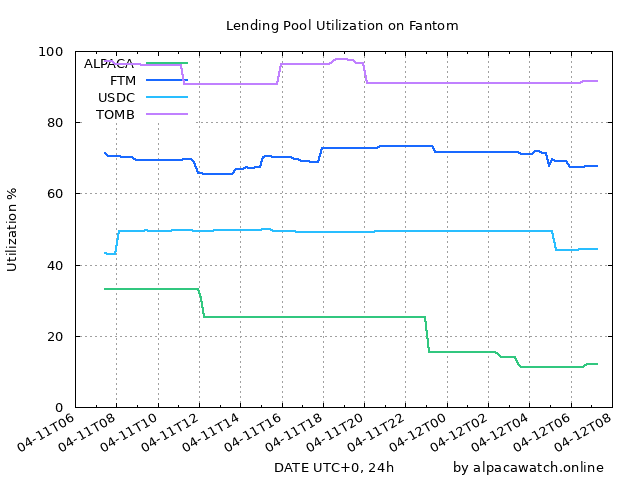 Lending Pool Utilization on Fantom
100
80
60
40
20
0
Utilization %
ALPACA
FTM
USDC
TOMB
04-11T06
04-11T08
04-11T10
04-11T12
04-11T14
04-11T16
04-11T18
04-11T20
04-11T22
04-12T00
04-12T02
04-12T04
04-12T06
04-12T08
DATE UTC+0, 24h
by alpacawatch.online